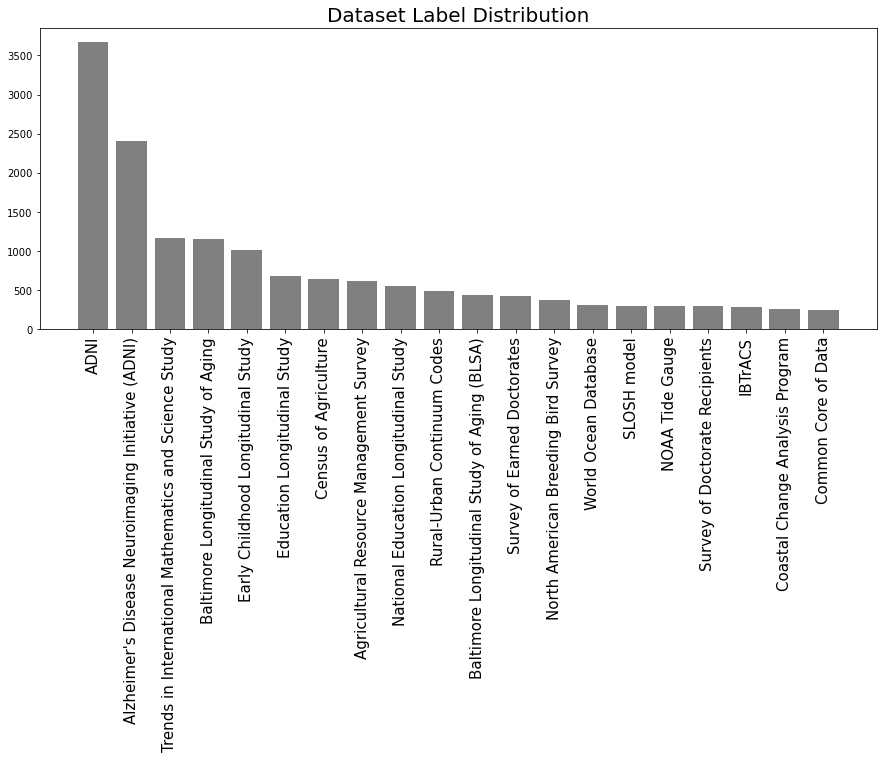 Dataset Label Distribution
3500
3000
2500
2000
1500
1000
500
0
ADNI
Alzheimer's Disease Neuroimaging Initiative (ADNI)
Trends in International Mathematics and Science Study
Baltimore Longitudinal Study of Aging
Early Childhood Longitudinal Study
Education Longitudinal Study
Census of Agriculture
Agricultural Resource Management Survey
National Education Longitudinal Study
Rural-Urban Continuum Codes
Baltimore Longitudinal Study of Aging (BLSA)
Survey of Earned Doctorates
North American Breeding Bird Survey
World Ocean Database
SLOSH model
NOAA Tide Gauge
Survey of Doctorate Recipients
IBTrACS
Coastal Change Analysis Program
Common Core of Data